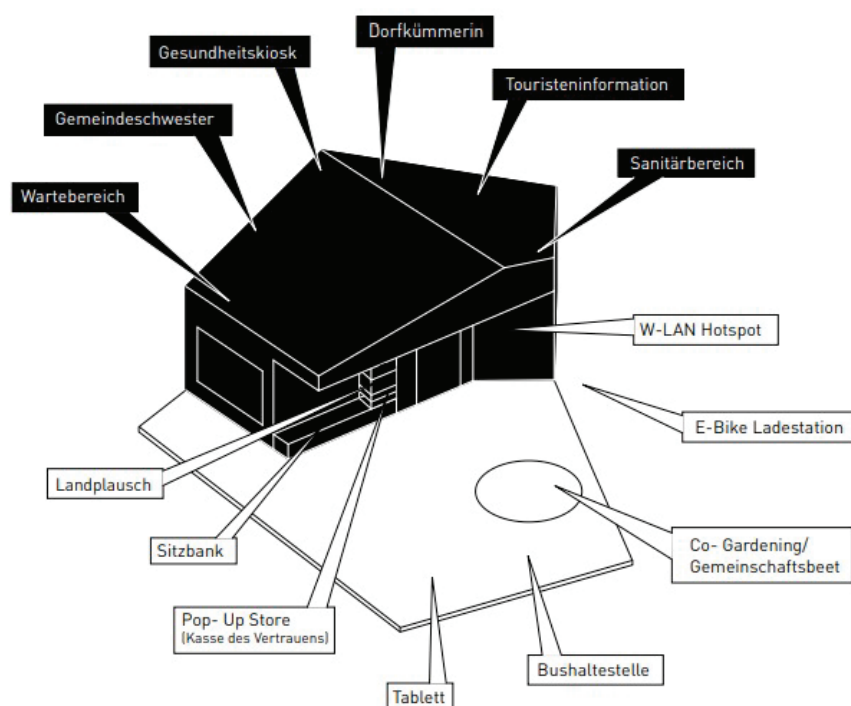 Dorfkümmerin
Gesundheitskiosk
Touristeninformation
Gemeindeschwester
Sanitärbereich
Wartebereich
W-LAN Hotspot
E-Bike Ladestation
Landplausch
Sitzbank
Co- Gardening/
Gemeinschaftsbeet
Pop- Up Store
(Kasse des Vertrauens)
Bushaltestelle
Tablett